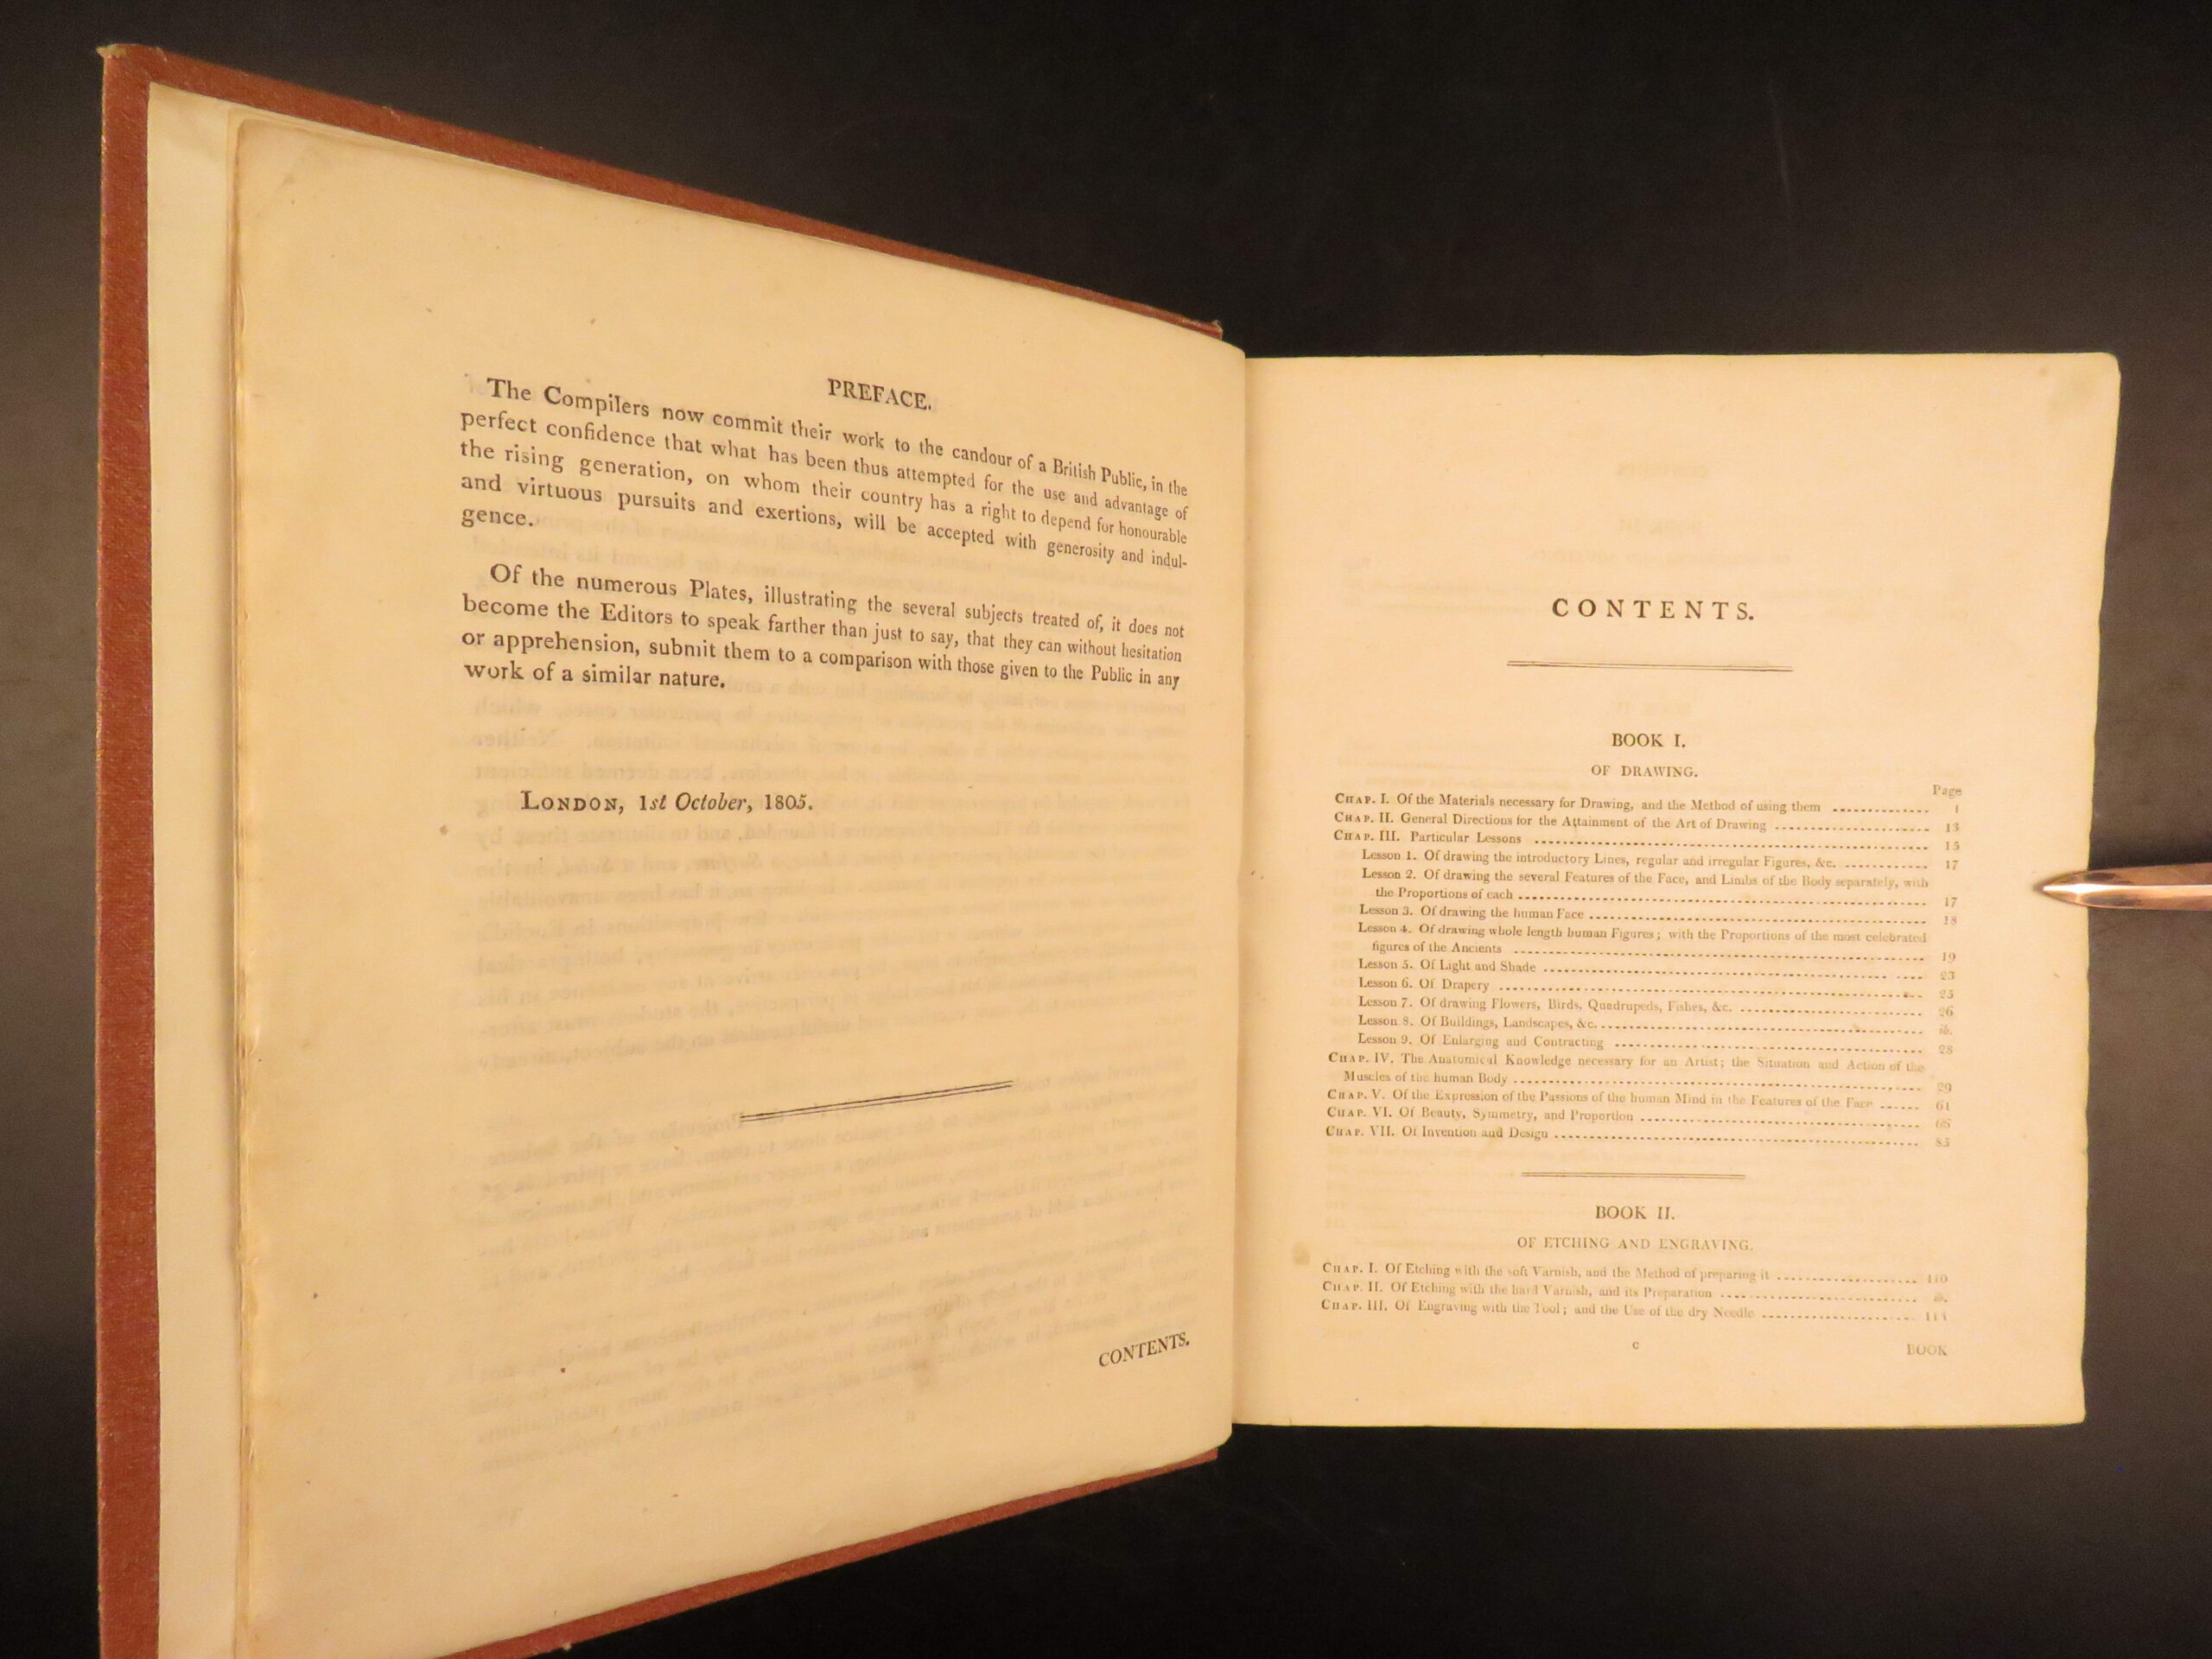 PREFACE.
The Compilers now commit their work to the candour of a British Public, in the
perfect confidence that what has been thus attempted for the use and advantage of
the rising generation, on whom their country has a right to depend for honourable
and virtuous pursuits and exertions, will be accepted with generosity and indul-
gence.
Of the numerous Plates, illustrating the several subjects treated of, it does not
become the Editors to speak farther than just to say, that they can without hesitation
or apprehension, submit them to a comparison with those given to the Public in any
work of a similar nature.
LONDON, 1st October, 1805.
CONTENTS.
CONTENTS.
BOOK I.
OF DRAWING.
Page
CHAP. I. Of the Materials necessary for Drawing, and the Method of using them 1
CHAP. II. General Directions for the Attainment of the Art of Drawing 13
CHAP. III. Particular Lessons 15
Lesson 1. Of drawing the introductory Lines, regular and irregular Figures, &c. 17
Lesson 2. Of drawing the several Features of the Face, and Limbs of the Body separately, with
the Proportions of each 17
Lesson 3. Of drawing the human Face 18
Lesson 4. Of drawing whole length human Figures; with the Proportions of the most celebrated
figures of the Ancients 19
Lesson 5. Of Light and Shade 23
Lesson 6. Of Drapery 25
Lesson 7. Of drawing Flowers, Birds, Quadrupeds, Fishes, &c. 26
Lesson 8. Of Buildings, Landscapes, &c. ib.
Lesson 9. Of Enlarging and Contracting 28
CHAP. IV. The Anatomical Knowledge necessary for an Artist; the Situation and Action of the
Muscles of the human Body 29
CHAP. V. Of the Expression of the Passions of the human Mind in the Features of the Face 61
CHAP. VI. Of Beauty, Symmetry, and Proportion
CHAP. VII. Of Invention and Design
BOOK II.
OF ETCHING AND ENGRAVING.
CHAP. I. Of Etching with the soft Varnish, and the Method of preparing it 110
CHAP. II. Of Etching with the hard Varnish, and its Preparation ib.
CHAP. III. Of Engraving with the Tool; and the Use of the dry Needle
c
BOOK